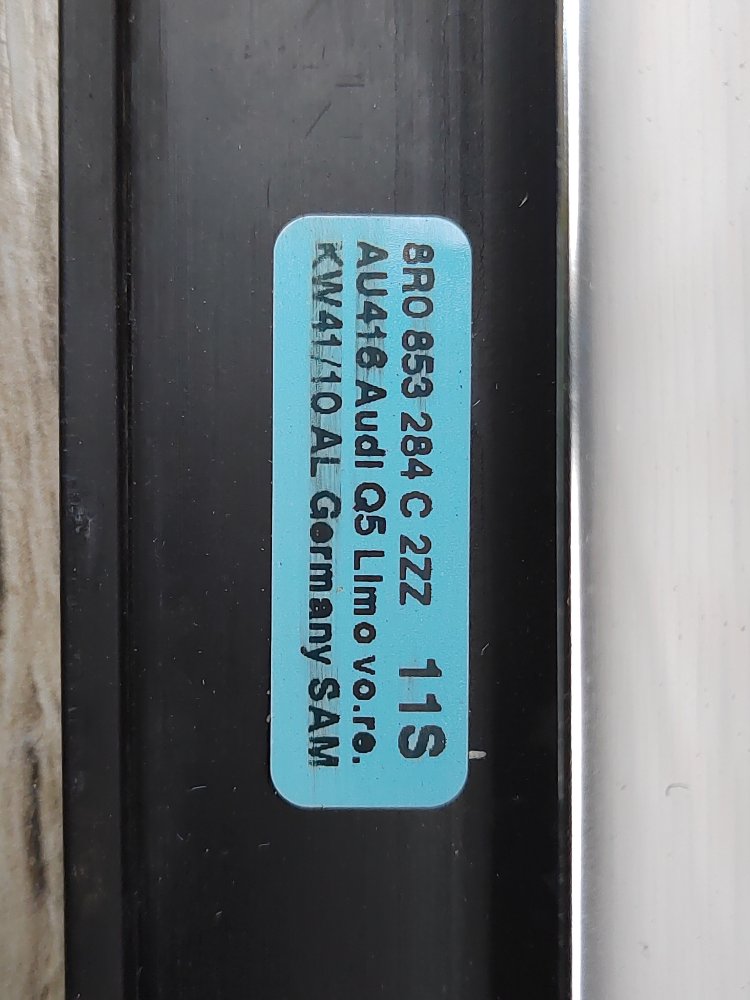 8R0 853 284 C 2ZZ 11S
AU416 Audi Q5 Limo vo.re.
KW41/10 AL Germany SAM